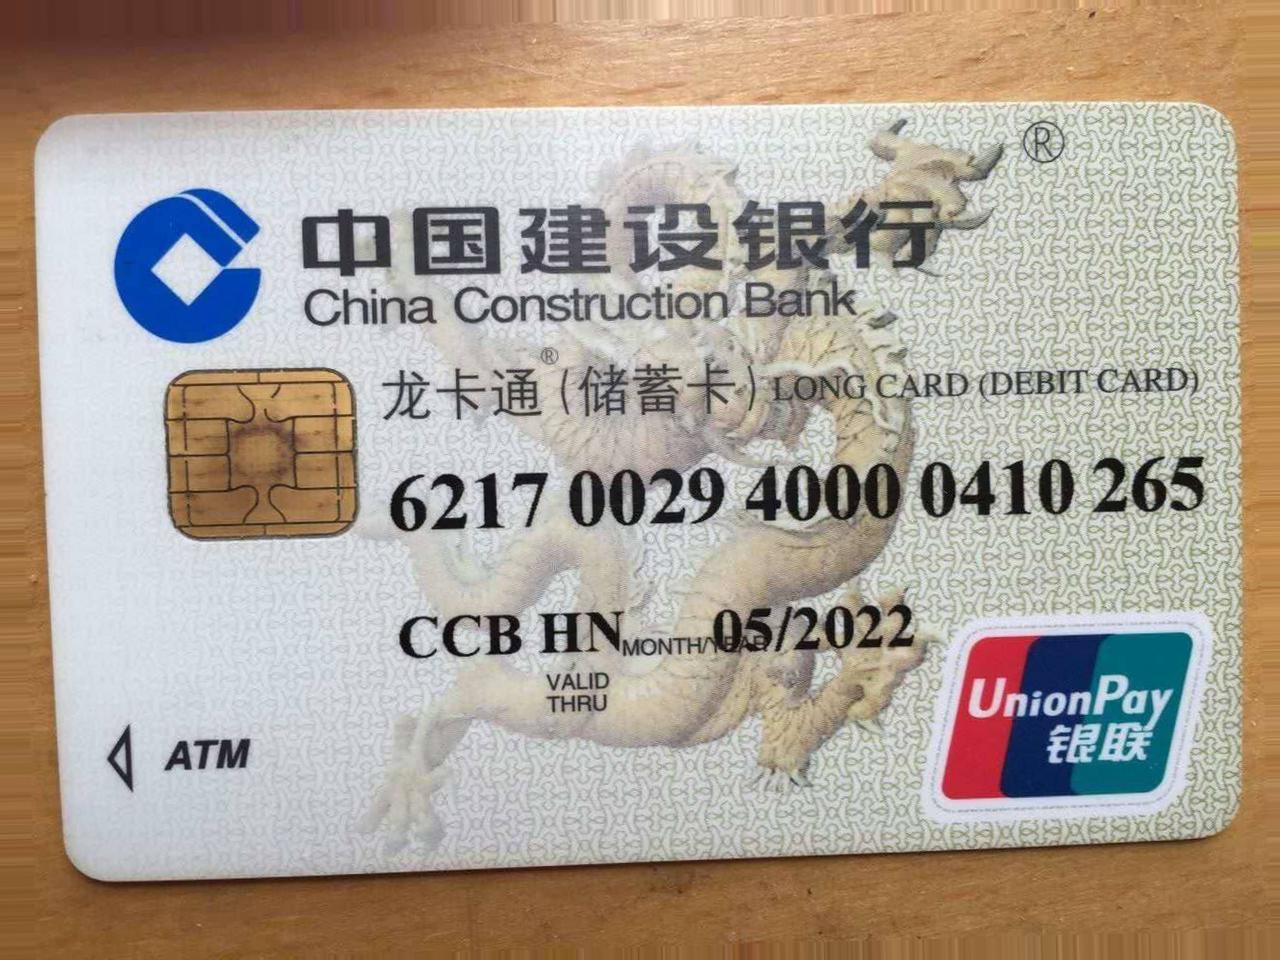 ®
中国建设银行
China Construction Bank
龙卡通®(储蓄卡) LONG CARD (DEBIT CARD)
6217 0029 4000 0410 265
CCB HN MONTH/YEAR 05/2022
VALID
THRU
ATM
UnionPay
银联